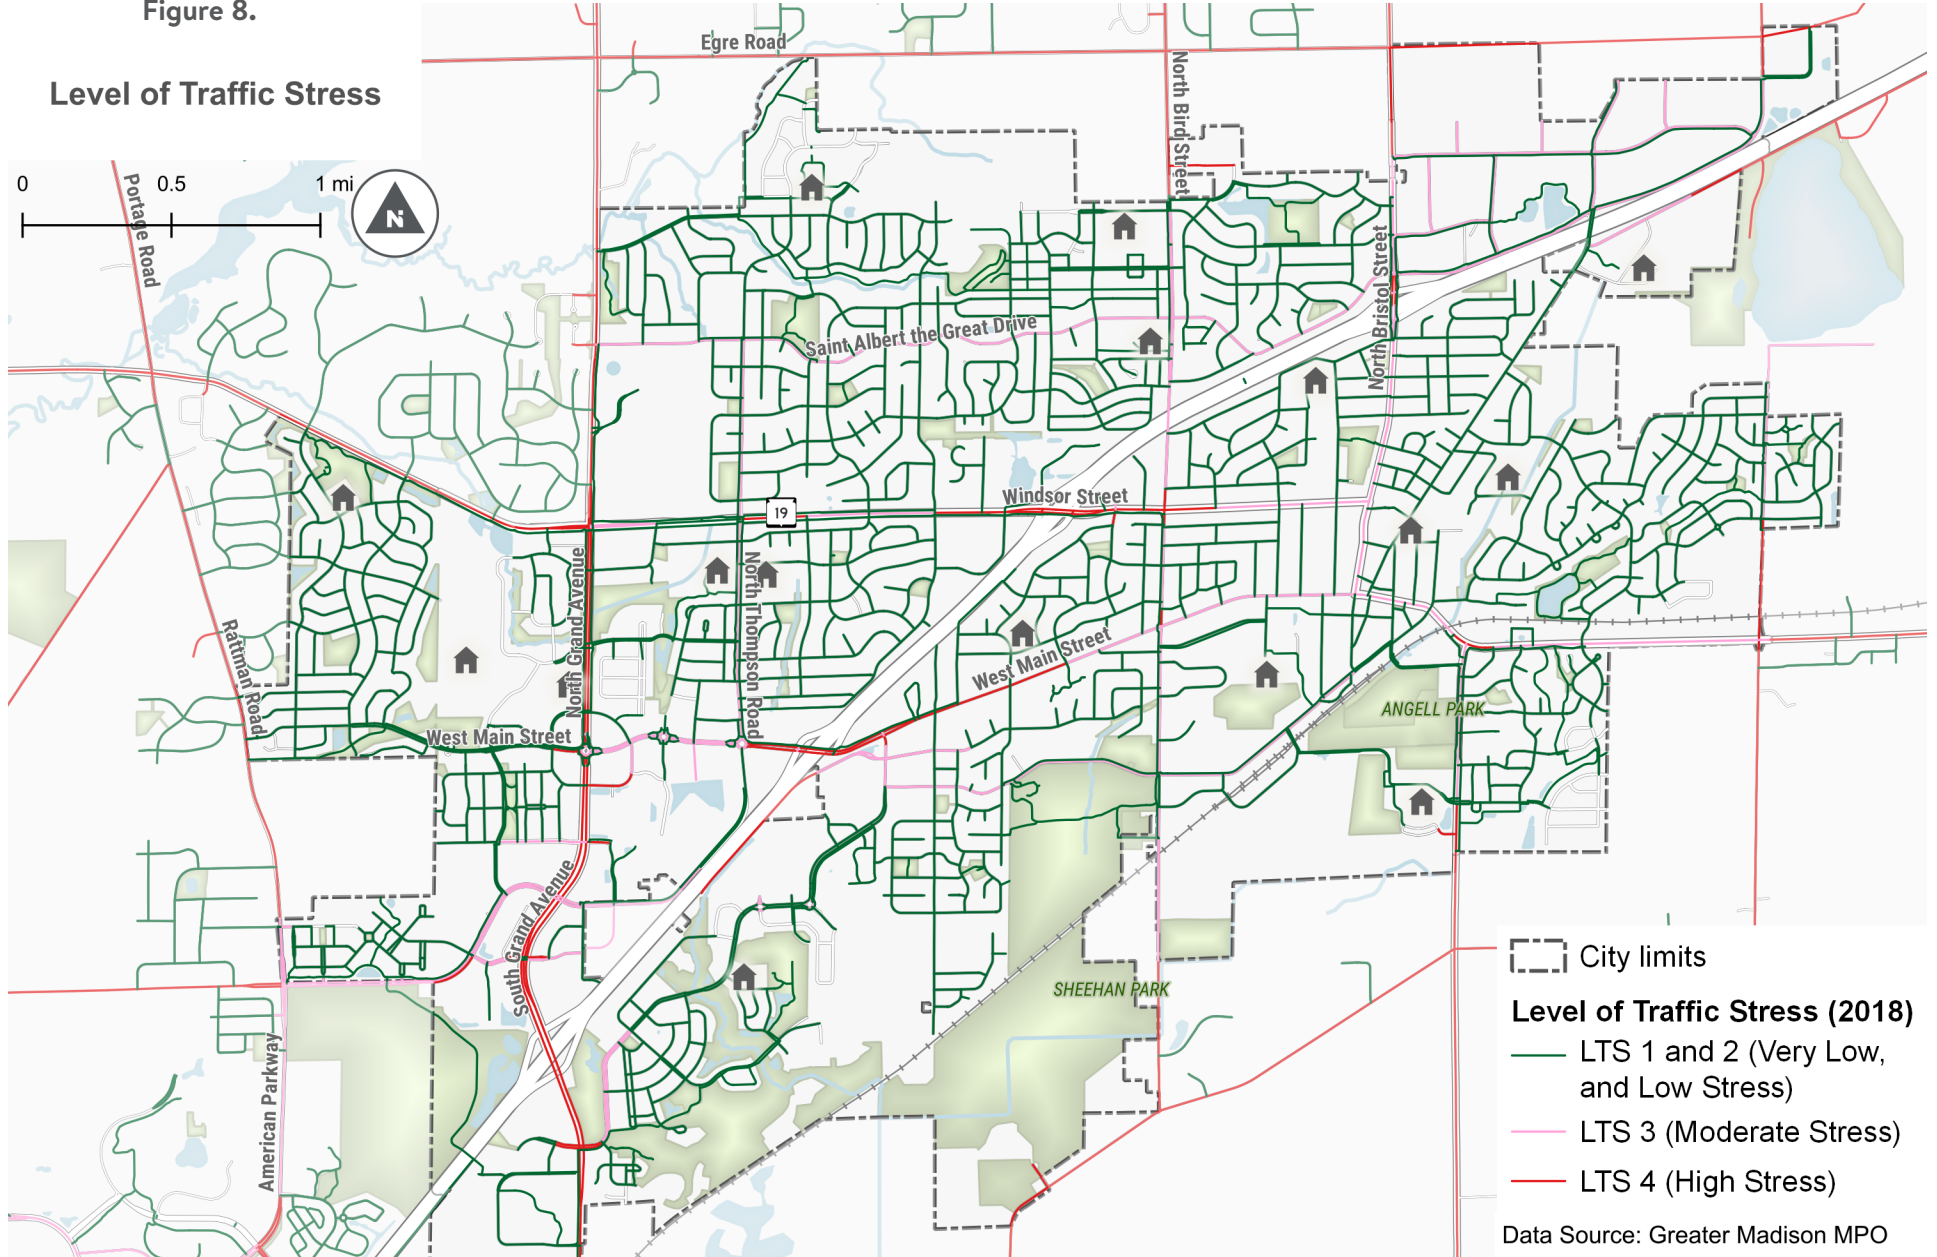 Figure 8.
Level of Traffic Stress
0 0.5 1 mi
N
Egre Road
North Bird Street
Portage Road
North Bristol Street
Saint Albert the Great Drive
Windsor Street
19
North Grand Avenue
North Thompson Road
Rattman Road
West Main Street
West Main Street
ANGELL PARK
South Grand Avenue
SHEEHAN PARK
American Parkway
City limits
Level of Traffic Stress (2018)
LTS 1 and 2 (Very Low,
and Low Stress)
LTS 3 (Moderate Stress)
LTS 4 (High Stress)
Data Source: Greater Madison MPO